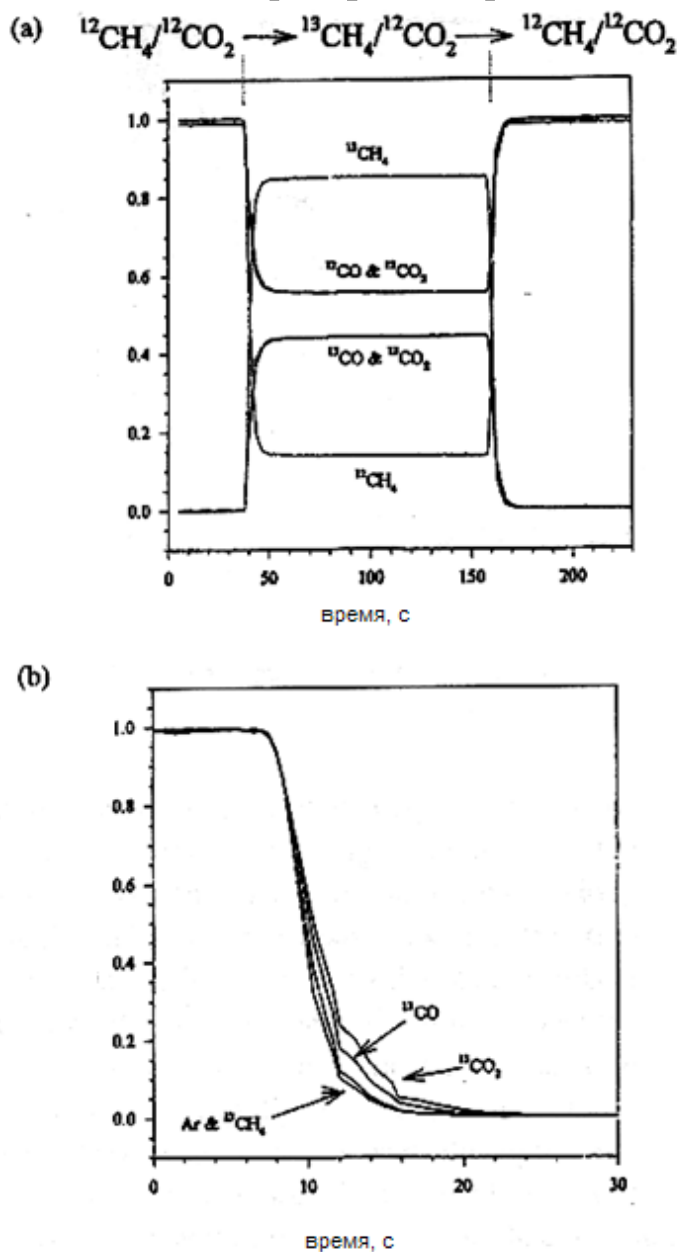 (a) ¹²CH₄/¹²CO₂ → ¹³CH₄/¹²CO₂ → ¹²CH₄/¹²CO₂
1.0
¹³CH₄
0.8
0.6
¹²CO & ¹²CO₂
0.4
¹³CO & ¹³CO₂
0.2
¹²CH₄
0.0
0 50 100 150 200
время, с
(b)
1.0
0.8
0.6
0.4
¹³CO
0.2
¹³CO₂
Ar & ¹³CH₄
0.0
0 10 20 30
время, с